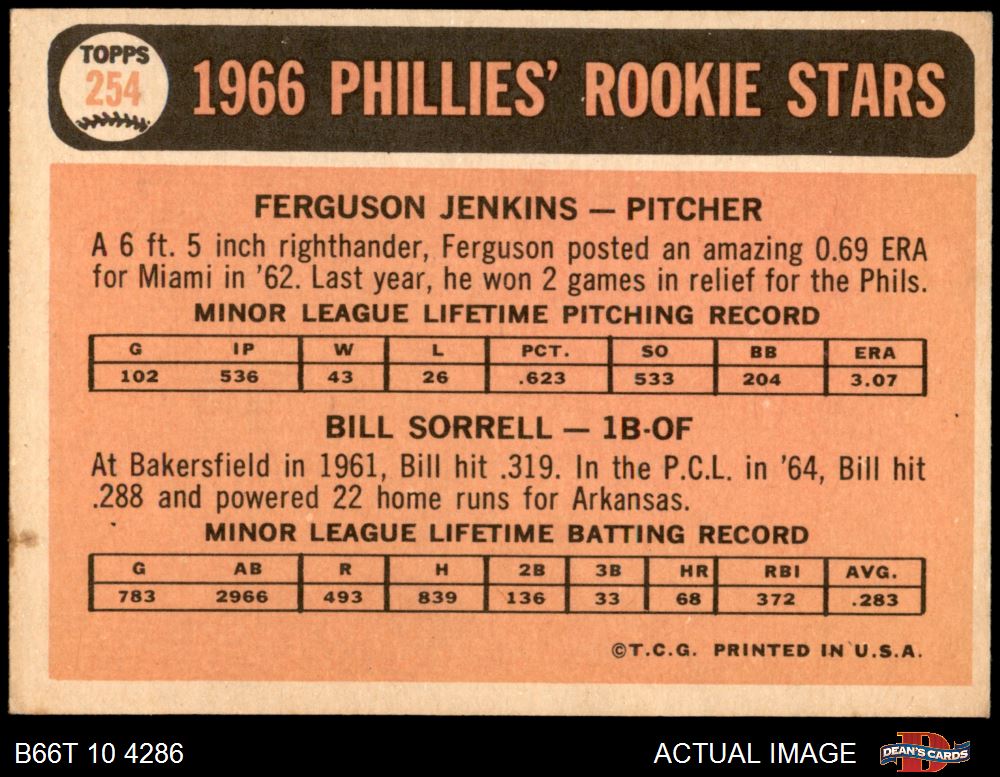 TOPPS
254
1966 PHILLIES' ROOKIE STARS
FERGUSON JENKINS — PITCHER
A 6 ft. 5 inch righthander, Ferguson posted an amazing 0.69 ERA
for Miami in '62. Last year, he won 2 games in relief for the Phils.
MINOR LEAGUE LIFETIME PITCHING RECORD
G IP W L PCT. SO BB ERA
102 536 43 26 .623 533 204 3.07
BILL SORRELL — 1B-OF
At Bakersfield in 1961, Bill hit .319. In the P.C.L. in '64, Bill hit
.288 and powered 22 home runs for Arkansas.
MINOR LEAGUE LIFETIME BATTING RECORD
G AB R H 2B 3B HR RBI AVG.
783 2966 493 839 136 33 68 372 .283
©T.C.G. PRINTED IN U.S.A.
B66T 10 4286
ACTUAL IMAGE
DEAN'S CARDS